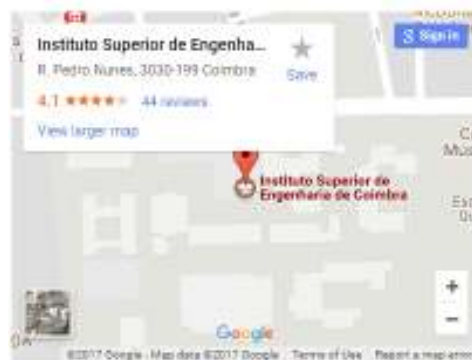 Instituto Superior de Engenha...
R. Pedro Nunes, 3030-199 Coimbra
Save
4.1 ★★★★ 44 reviews
View larger map
Sign in
Instituto Superior de
Engenharia de Coimbra
+
−
Google
©2017 Google - Map data ©2017 Google Terms of Use Report a map error